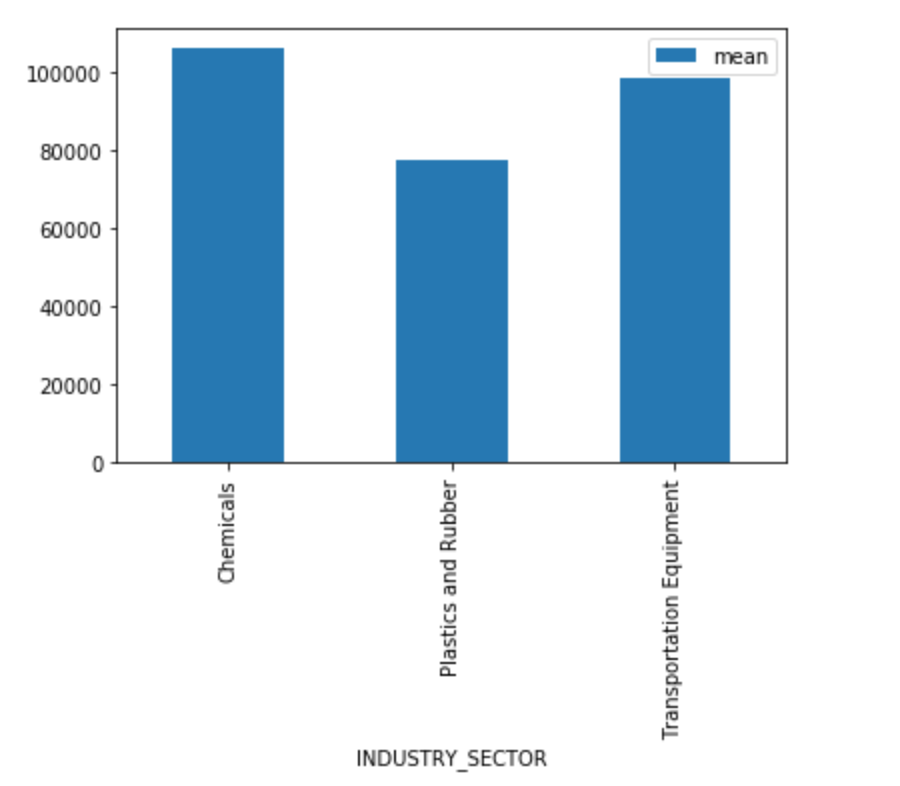 mean
100000
80000
60000
40000
20000
0
Chemicals
Plastics and Rubber
Transportation Equipment
INDUSTRY_SECTOR